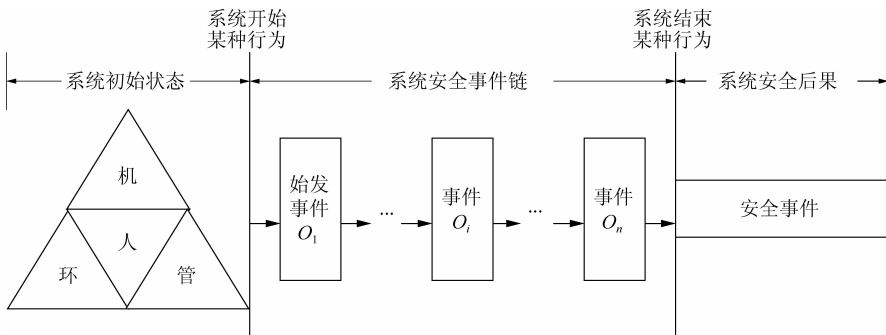 系统开始
某种行为
系统结束
某种行为
系统初始状态
系统安全事件链
系统安全后果
机
人
环
管
始发
事件
O₁
...
事件
Oᵢ
...
事件
Oₙ
安全事件